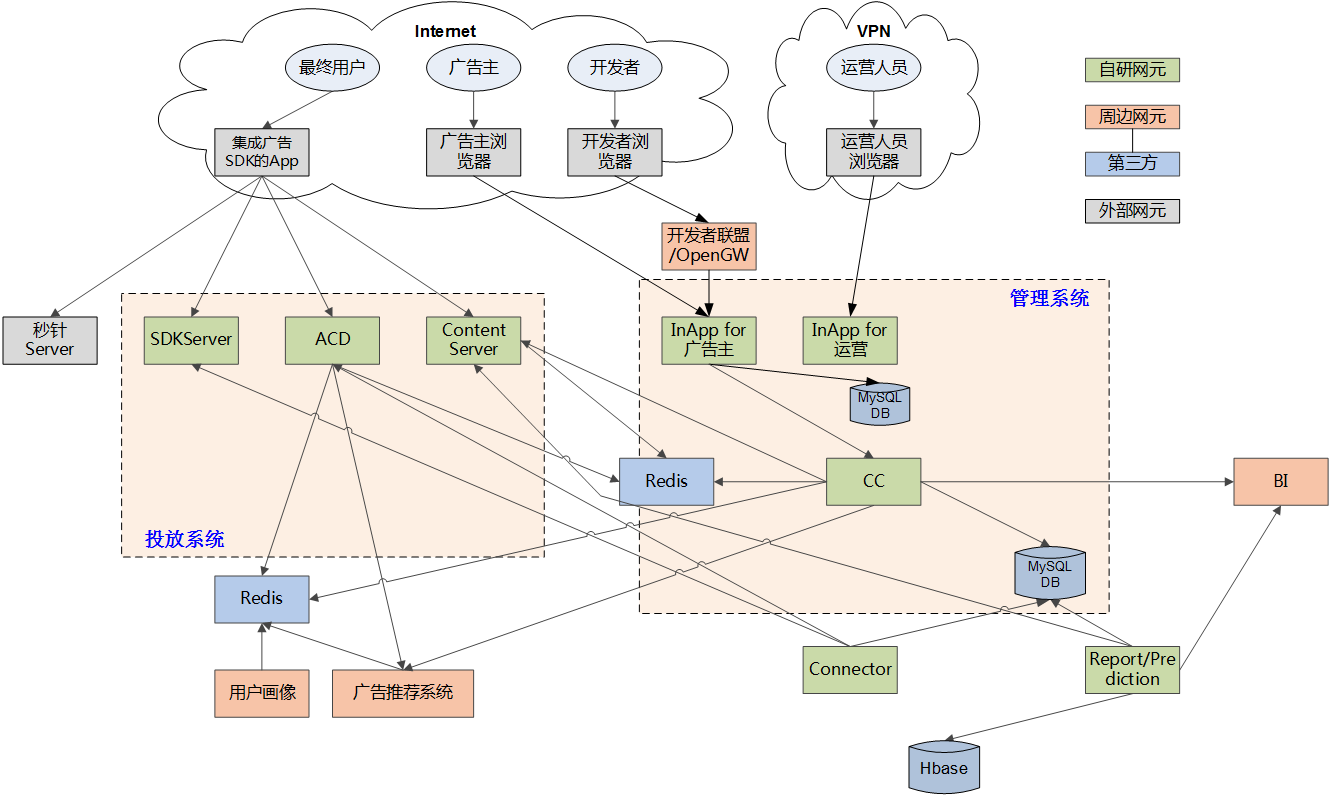 Internet
VPN
最终用户
广告主
开发者
运营人员
自研网元
周边网元
第三方
外部网元
集成广告
SDK的App
广告主浏
览器
开发者浏
览器
运营人员
浏览器
开发者联盟
/OpenGW
管理系统
秒针
Server
SDKServer
ACD
Content
Server
InApp for
广告主
InApp for
运营
MySQL
DB
Redis
CC
BI
投放系统
MySQL
DB
Redis
Connector
Report/Pre
diction
用户画像
广告推荐系统
Hbase